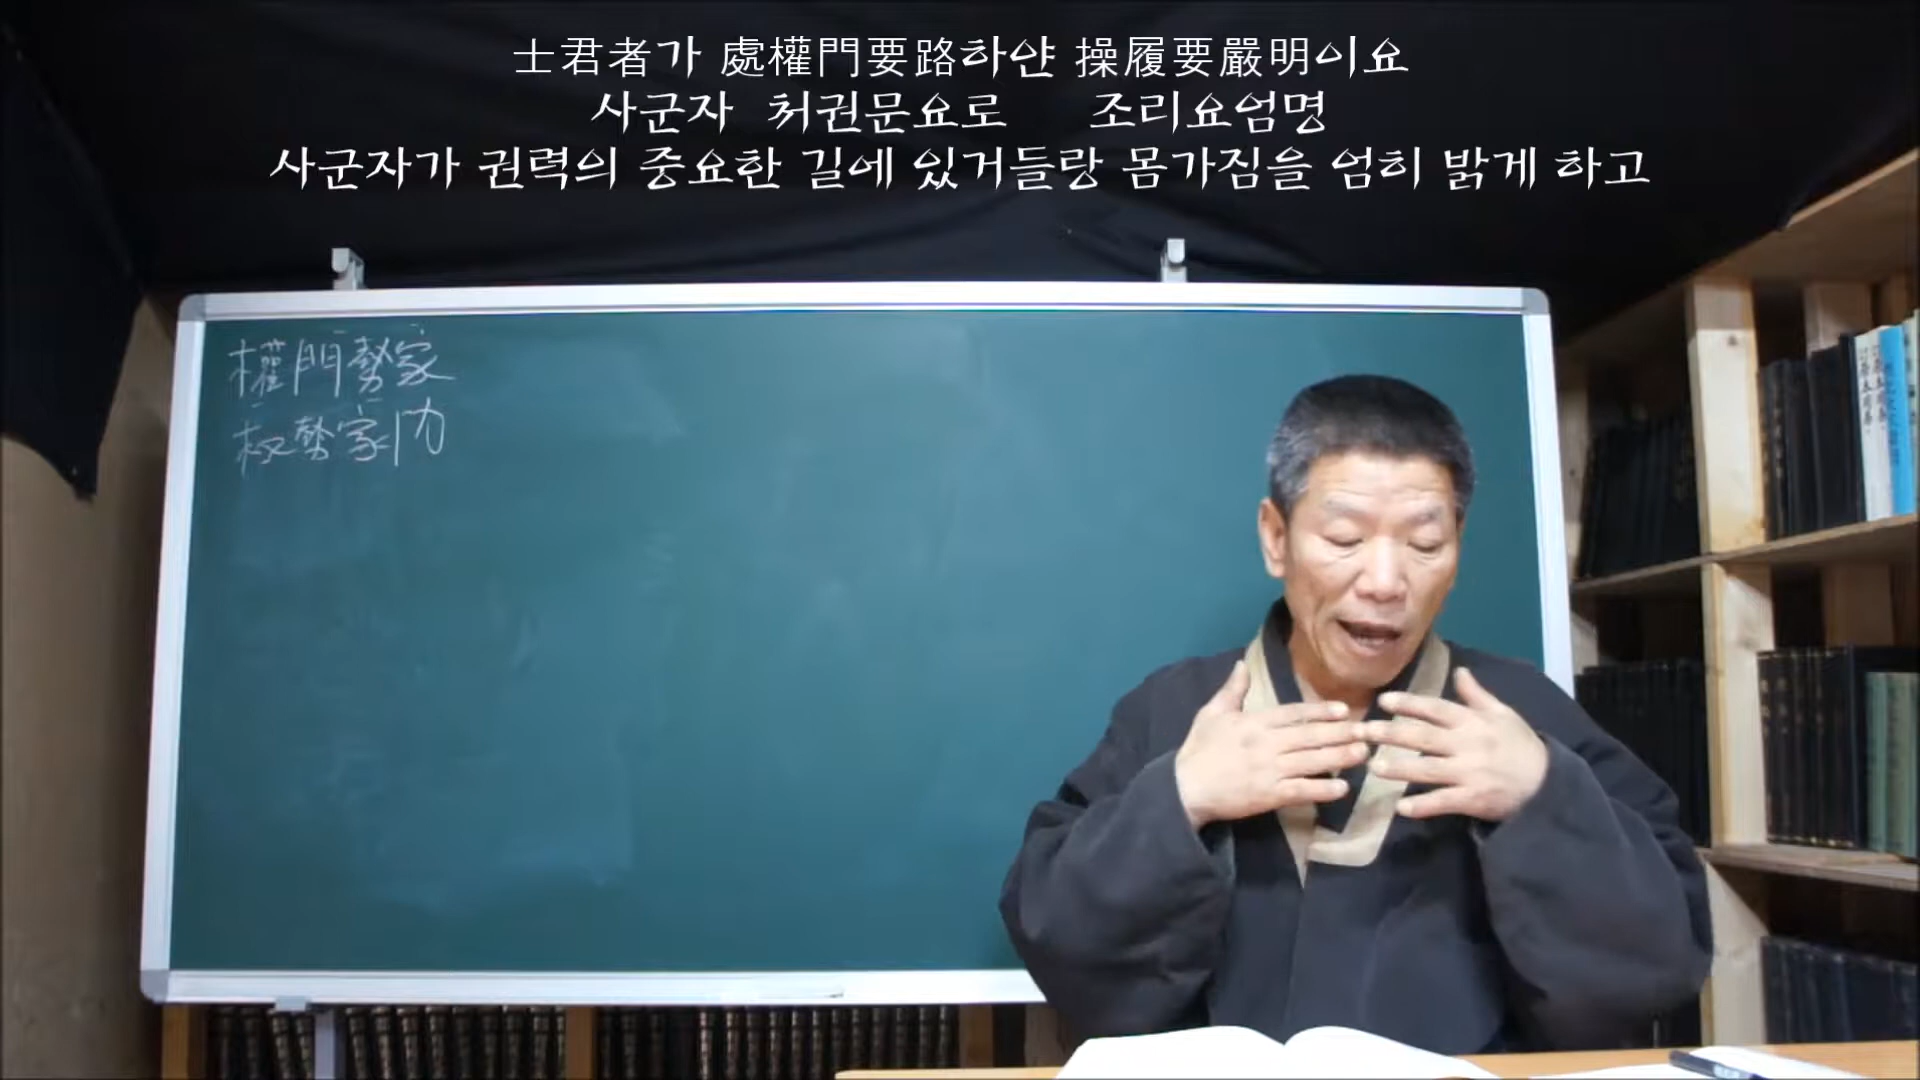 士君者가 處權門要路하얀 操履要嚴明이요
사군자 처권문요로 조리요엄명
사군자가 권력의 중요한 길에 있거들랑 몸가짐을 엄히 밝게 하고
權門勢家
权勢家门